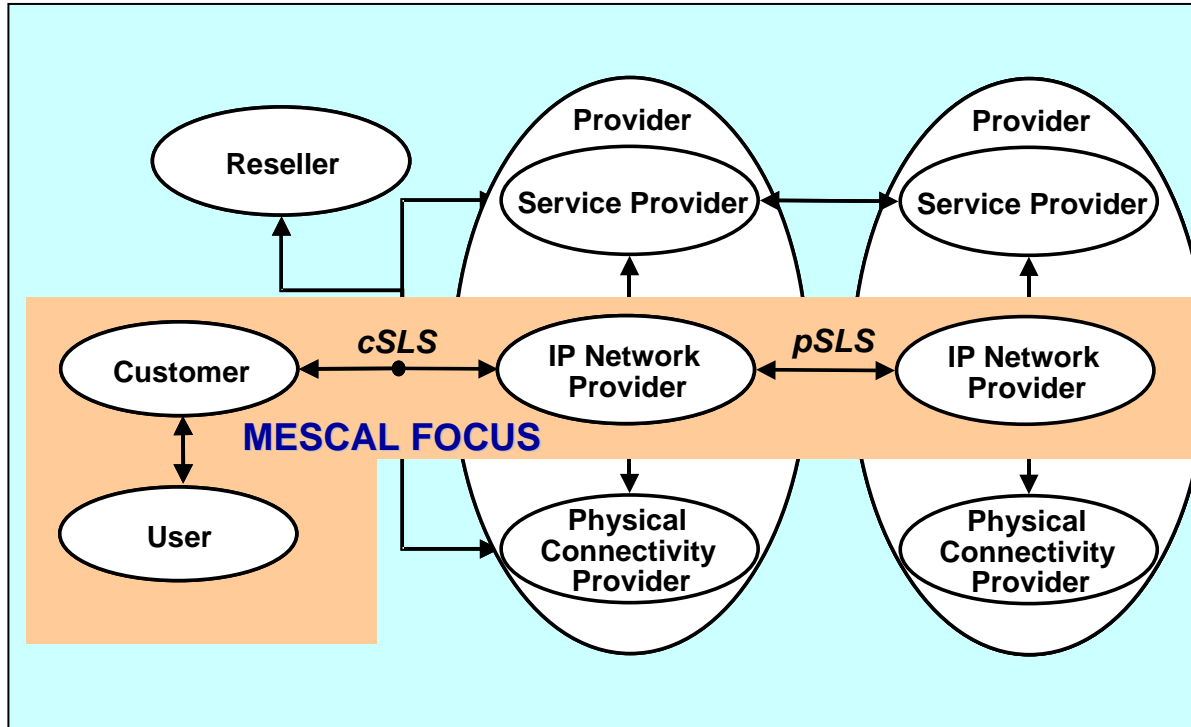 Provider
Provider
Reseller
Service Provider
Service Provider
cSLS
pSLS
Customer
IP Network
Provider
IP Network
Provider
MESCAL FOCUS
User
Physical
Connectivity
Provider
Physical
Connectivity
Provider